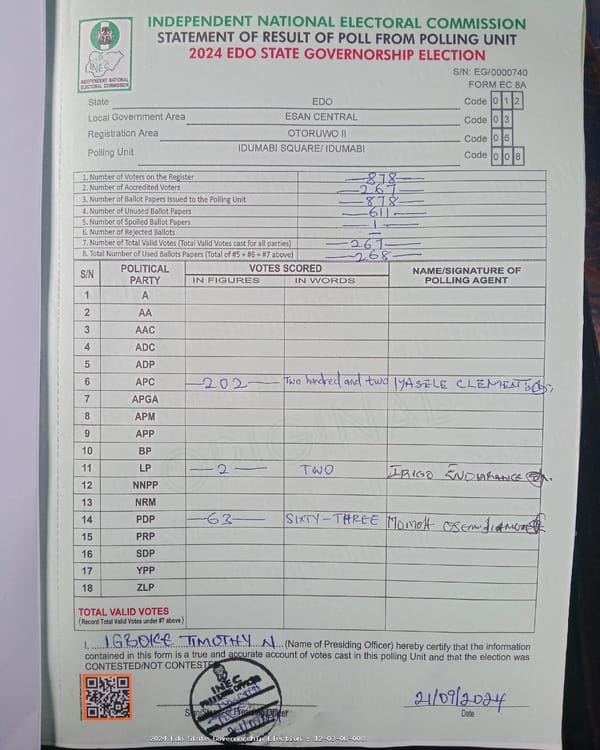 INDEPENDENT NATIONAL ELECTORAL COMMISSION
STATEMENT OF RESULT OF POLL FROM POLLING UNIT
2024 EDO STATE GOVERNORSHIP ELECTION
INEC
INDEPENDENT NATIONAL
ELECTORAL COMMISSION
S/N: EG/0000740
FORM EC 8A
State EDO Code 0 1 2
Local Government Area ESAN CENTRAL Code 0 3
Registration Area OTORUWO II Code 0 6
Polling Unit IDUMABI SQUARE/ IDUMABI Code 0 0 8
1. Number of Voters on the Register 878
2. Number of Accredited Voters 267
3. Number of Ballot Papers Issued to the Polling Unit 878
4. Number of Unused Ballot Papers 611
5. Number of Spoiled Ballot Papers 1
6. Number of Rejected Ballots —
7. Number of Total Valid Votes (Total Valid Votes cast for all parties) 267
8. Total Number of Used Ballots Papers (Total of #5 + #6 + #7 above) 268
S/N POLITICAL PARTY VOTES SCORED NAME/SIGNATURE OF POLLING AGENT
IN FIGURES IN WORDS
1 A
2 AA
3 AAC
4 ADC
5 ADP
6 APC 202 Two hundred and two IYASELE CLEMENT
7 APGA
8 APM
9 APP
10 BP
11 LP 2 TWO IRIGO ENDURANCE
12 NNPP
13 NRM
14 PDP 63 SIXTY-THREE MOMOH
15 PRP
16 SDP
17 YPP
18 ZLP
ORIGINAL
TOTAL VALID VOTES
(Record Total Valid Votes under #7 above)
I, IGBOKE TIMOTHY N (Name of Presiding Officer) hereby certify that the information
contained in this form is a true and accurate account of votes cast in this polling Unit and that the election was
CONTESTED/NOT CONTESTED
INEC
21/09/2024
Date
2024 Edo State Governorship Election : 12-03-06-008